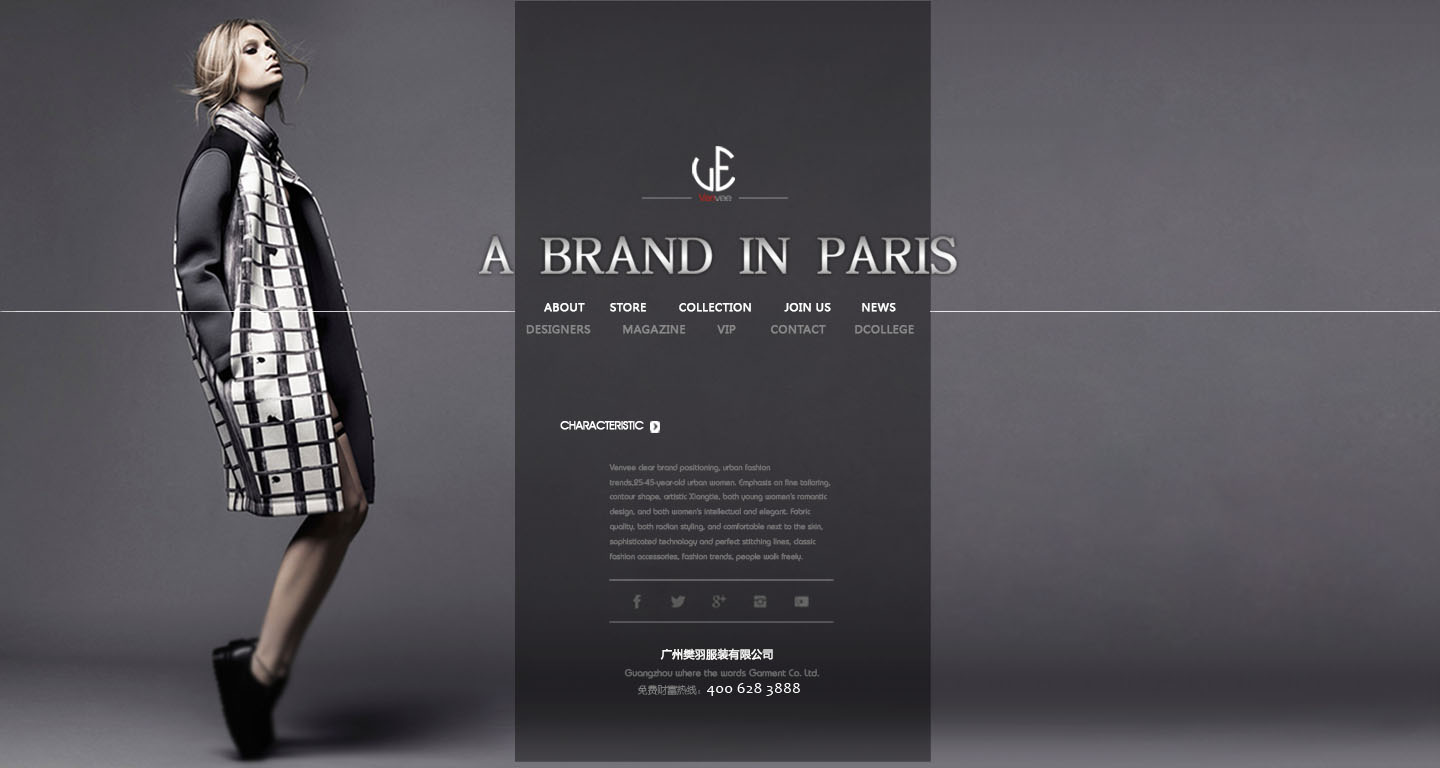 VE
Venvee
A BRAND IN PARIS
ABOUT STORE COLLECTION JOIN US NEWS
DESIGNERS MAGAZINE VIP CONTACT DCOLLEGE
CHARACTERISTIC
Venvee clear brand positioning, urban fashion
trends,25-45-year-old urban women. Emphasis on fine tailoring,
contour shape, artistic Xiongtie, both young women's romantic
design, and both women's intellectual and elegant. Fabric
quality, both radian styling, and comfortable next to the skin,
sophisticated technology and perfect stitching lines, classic
fashion accessories, fashion trends, people walk freely.
广州樊羽服装有限公司
Guangzhou where the words Garment Co. Ltd.
免费财富热线：400 628 3888